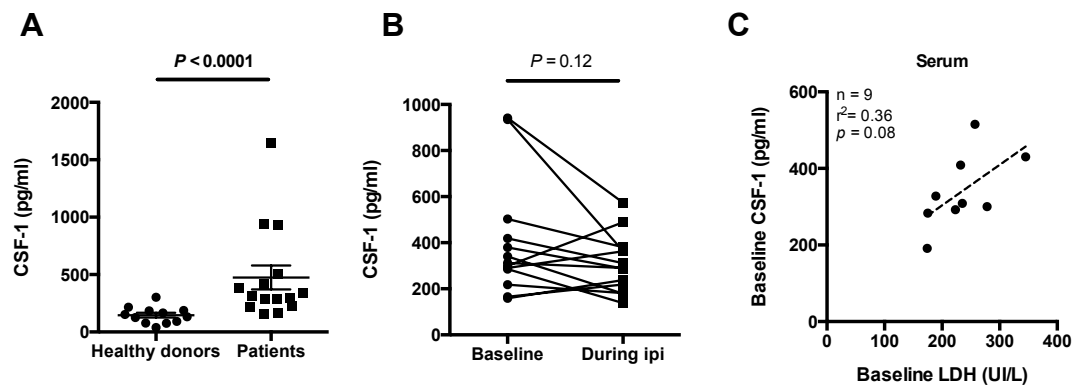 A
P < 0.0001
CSF-1 (pg/ml)
2000
1500
1000
500
0
Healthy donors
Patients
B
P = 0.12
CSF-1 (pg/ml)
1000
800
600
400
200
0
Baseline
During ipi
C
Serum
n = 9
r²= 0.36
p = 0.08
Baseline CSF-1 (pg/ml)
600
400
200
0
0
100
200
300
400
Baseline LDH (UI/L)